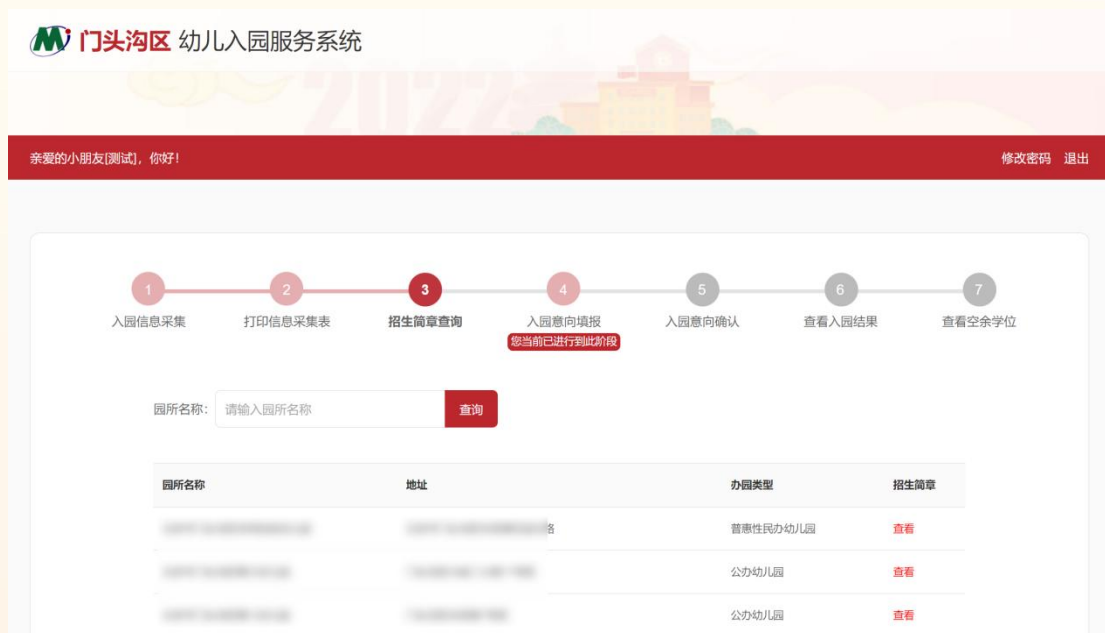 门头沟区 幼儿入园服务系统
2022
亲爱的小朋友[测试]，你好！ 修改密码 退出
1 2 3 4 5 6 7
入园信息采集 打印信息采集表 招生简章查询 入园意向填报 入园意向确认 查看入园结果 查看空余学位
您当前已进行到此阶段
园所名称： 请输入园所名称 查询
园所名称 地址 办园类型 招生简章
路 普惠性民办幼儿园 查看
公办幼儿园 查看
公办幼儿园 查看